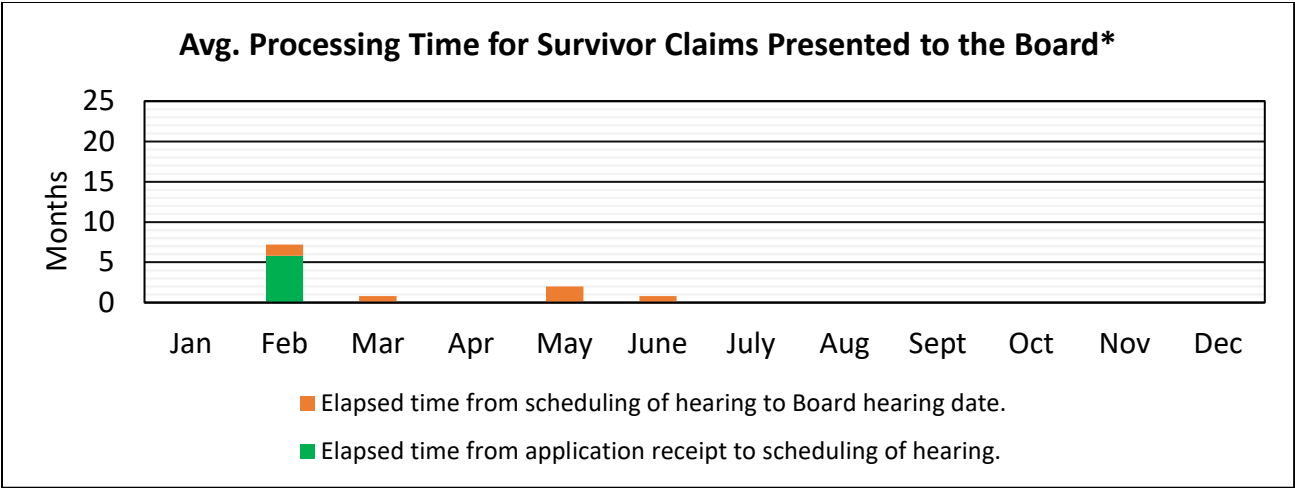 Avg. Processing Time for Survivor Claims Presented to the Board*
Months
25
20
15
10
5
0
Jan Feb Mar Apr May June July Aug Sept Oct Nov Dec
Elapsed time from scheduling of hearing to Board hearing date.
Elapsed time from application receipt to scheduling of hearing.